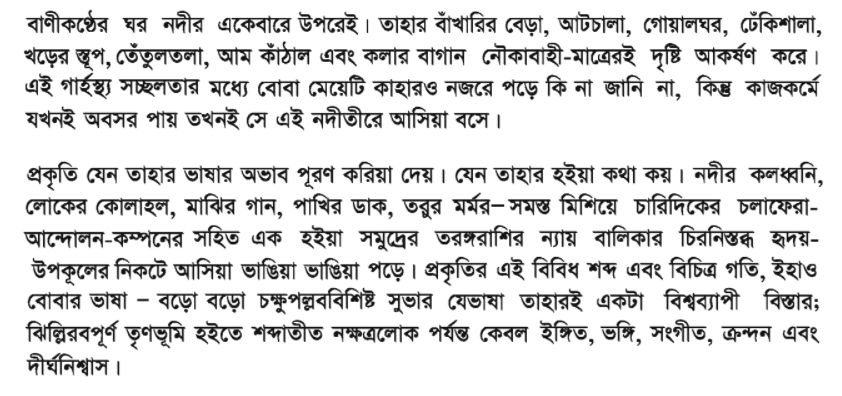 বাণীকণ্ঠের ঘর নদীর একেবারে উপরেই। তাহার বাঁখারির বেড়া, আটচালা, গোয়ালঘর, ঢেঁকিশালা,
খড়ের স্তূপ, তেঁতুলতলা, আম কাঁঠাল এবং কলার বাগান নৌকাবাহী-মাত্রেরই দৃষ্টি আকর্ষণ করে।
এই গার্হস্থ্য সচ্ছলতার মধ্যে বোবা মেয়েটি কাহারও নজরে পড়ে কি না জানি না, কিন্তু কাজকর্মে
যখনই অবসর পায় তখনই সে এই নদীতীরে আসিয়া বসে।
প্রকৃতি যেন তাহার ভাষার অভাব পূরণ করিয়া দেয়। যেন তাহার হইয়া কথা কয়। নদীর কলধ্বনি,
লোকের কোলাহল, মাঝির গান, পাখির ডাক, তরুর মর্মর– সমস্ত মিশিয়ে চারিদিকের চলাফেরা-
আন্দোলন-কম্পনের সহিত এক হইয়া সমুদ্রের তরঙ্গরাশির ন্যায় বালিকার চিরনিস্তব্ধ হৃদয়-
উপকূলের নিকটে আসিয়া ভাঙিয়া ভাঙিয়া পড়ে। প্রকৃতির এই বিবিধ শব্দ এবং বিচিত্র গতি, ইহাও
বোবার ভাষা – বড়ো বড়ো চক্ষুপল্লববিশিষ্ট সুভার যেভাষা তাহারই একটা বিশ্বব্যাপী বিস্তার;
ঝিল্লিরবপূর্ণ তৃণভূমি হইতে শব্দাতীত নক্ষত্রলোক পর্যন্ত কেবল ইঙ্গিত, ভঙ্গি, সংগীত, ক্রন্দন এবং
দীর্ঘনিশ্বাস।